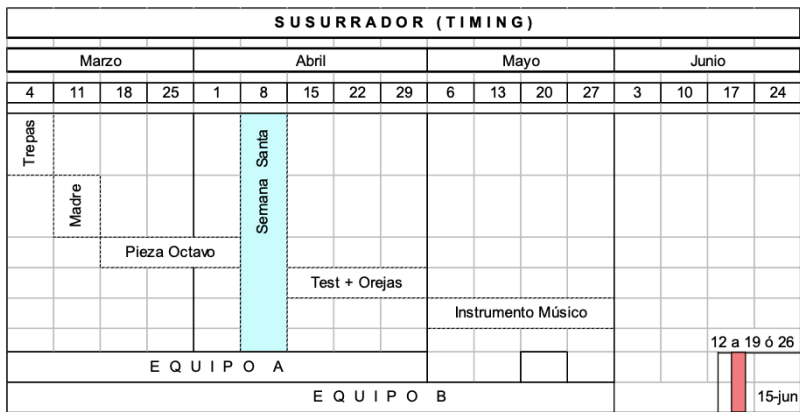 SUSURRADOR (TIMING)
Marzo Abril Mayo Junio
4 11 18 25 1 8 15 22 29 6 13 20 27 3 10 17 24
Trepas
Madre
Semana Santa
Pieza Octavo
Test + Orejas
Instrumento Músico
12 a 19 ó 26
EQUIPO A
EQUIPO B
15-jun